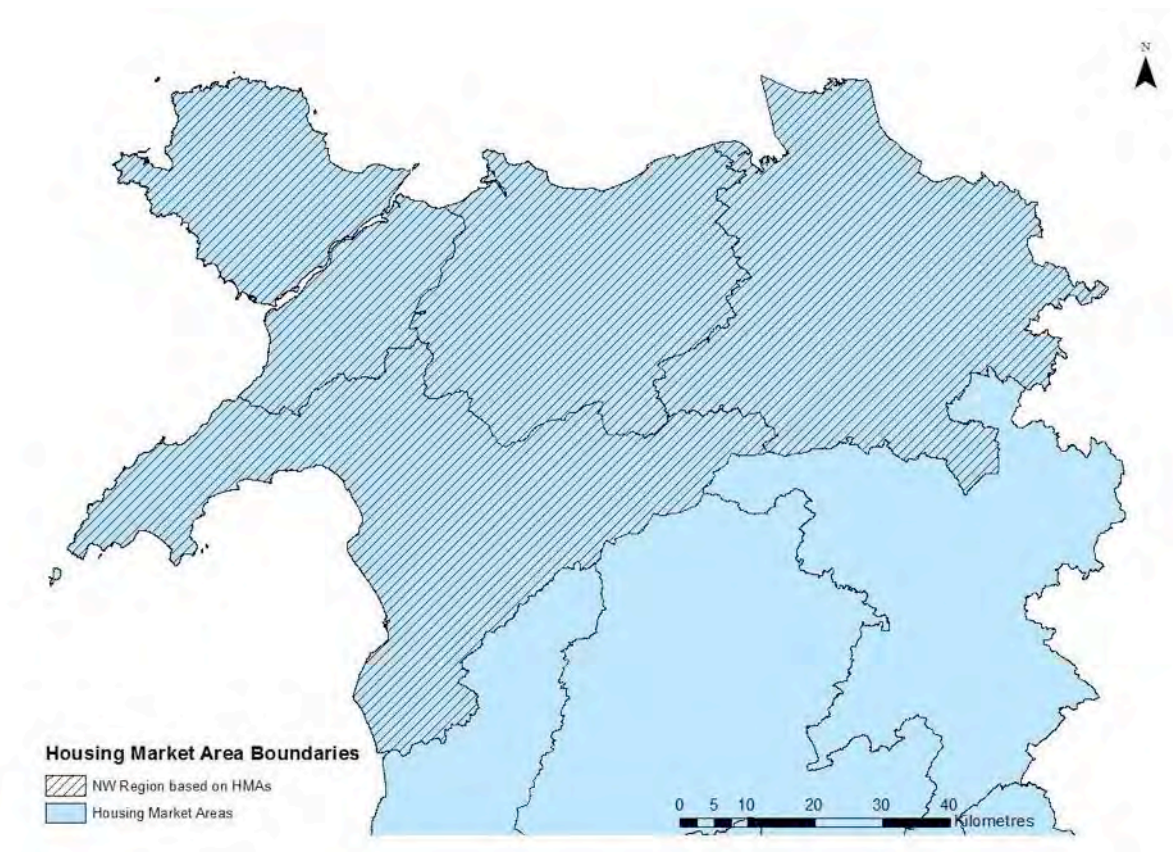 N
Housing Market Area Boundaries
NW Region based on HMAs
Housing Market Areas
0 5 10 20 30 40
Kilometres